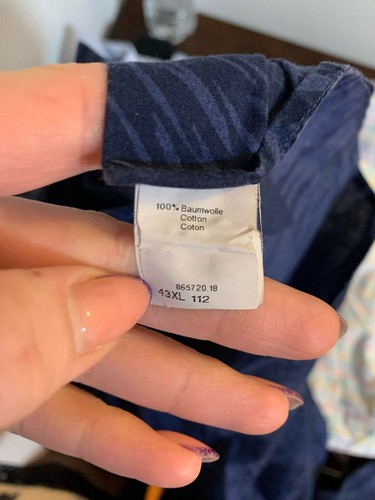 100% Baumwolle
Cotton
Coton
865720.18
43XL 112